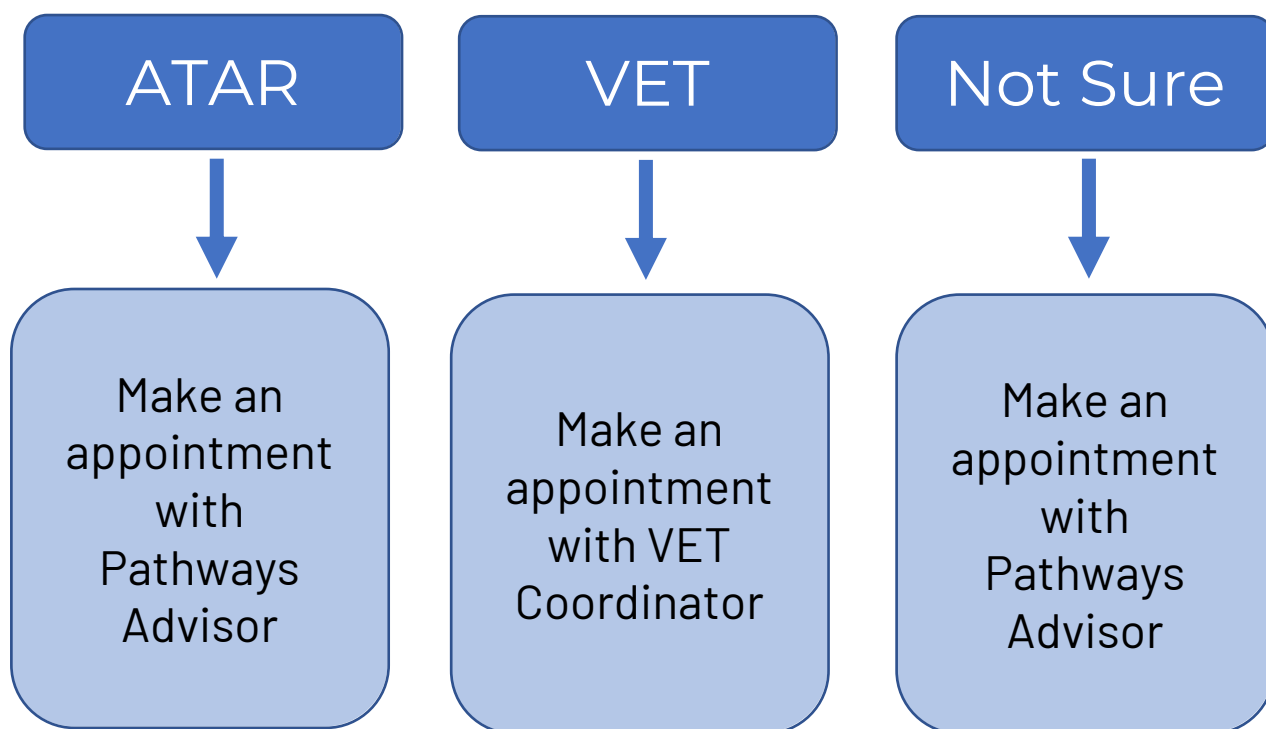 ATAR
VET
Not Sure
Make an
appointment
with
Pathways
Advisor
Make an
appointment
with VET
Coordinator
Make an
appointment
with
Pathways
Advisor